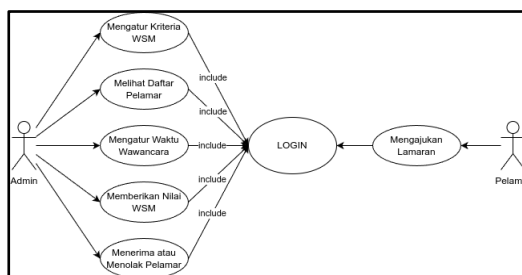 Mengatur Kriteria
WSM
include
Melihat Daftar
Pelamar
include
Mengatur Waktu
Wawancara
include
LOGIN
Mengajukan
Lamaran
Admin
Memberikan Nilai
WSM
include
Menerima atau
Menolak Pelamar
include